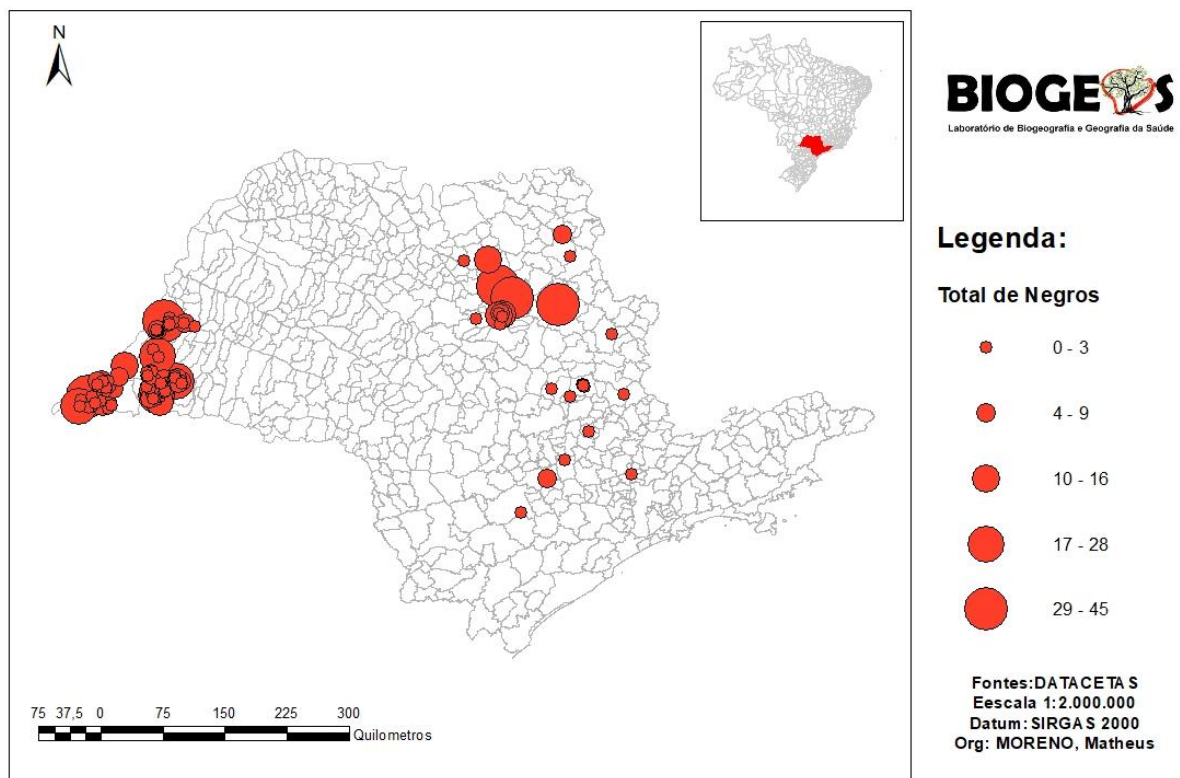 N
BIOGEOS
Laboratório de Biogeografia e Geografia da Saúde
Legenda:
Total de Negros
0 - 3
4 - 9
10 - 16
17 - 28
29 - 45
75 37,5 0 75 150 225 300
Quilometros
Fontes:DATACETAS
Eescala 1:2.000.000
Datum: SIRGAS 2000
Org: MORENO, Matheus